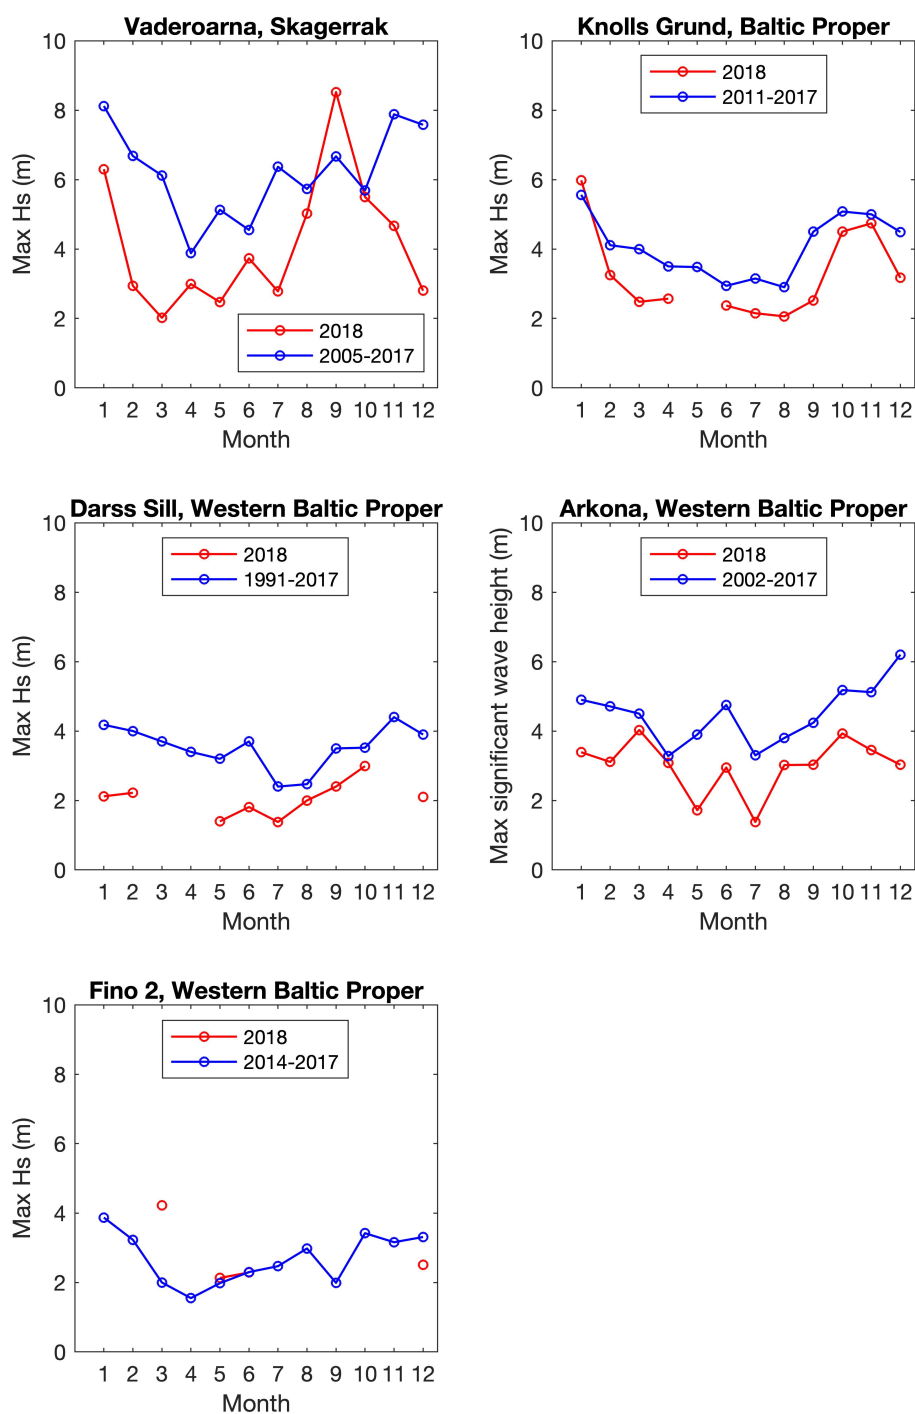 Vaderoarna, Skagerrak
10
8
6
4
2
0
Max Hs (m)
2018
2005-2017
1 2 3 4 5 6 7 8 9 10 11 12
Month
Knolls Grund, Baltic Proper
10
8
6
4
2
0
Max Hs (m)
2018
2011-2017
1 2 3 4 5 6 7 8 9 10 11 12
Month
Darss Sill, Western Baltic Proper
10
8
6
4
2
0
Max Hs (m)
2018
1991-2017
1 2 3 4 5 6 7 8 9 10 11 12
Month
Arkona, Western Baltic Proper
10
8
6
4
2
0
Max significant wave height (m)
2018
2002-2017
1 2 3 4 5 6 7 8 9 10 11 12
Month
Fino 2, Western Baltic Proper
10
8
6
4
2
0
Max Hs (m)
2018
2014-2017
1 2 3 4 5 6 7 8 9 10 11 12
Month